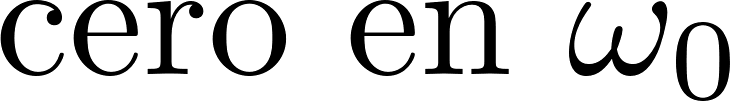 cero en ω₀